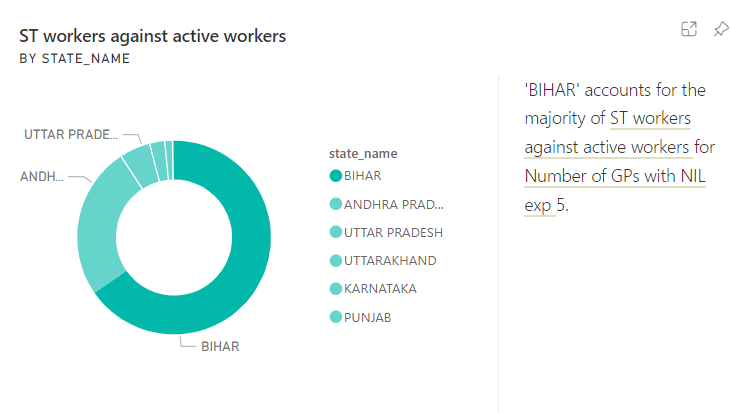 ST workers against active workers
BY STATE_NAME
UTTAR PRADE...
ANDH...
BIHAR
state_name
BIHAR
ANDHRA PRAD...
UTTAR PRADESH
UTTARAKHAND
KARNATAKA
PUNJAB
'BIHAR' accounts for the
majority of ST workers
against active workers for
Number of GPs with NIL
exp 5.